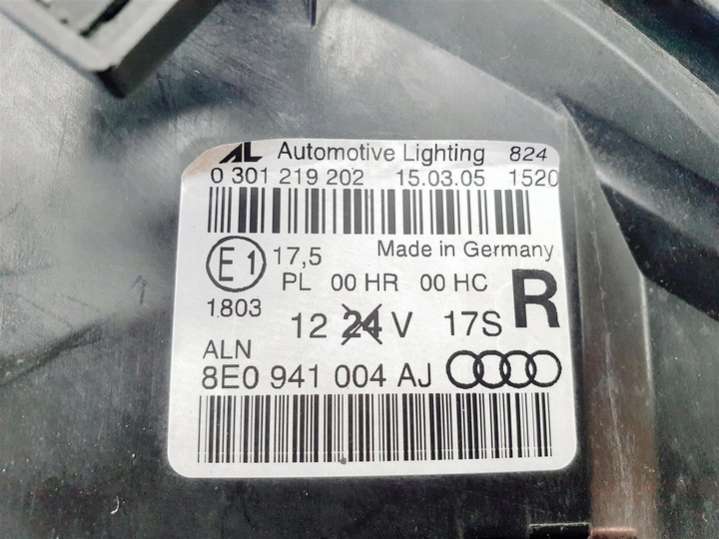 AL Automotive Lighting 824
0 301 219 202 15.03.05 1520
E1 17,5 Made in Germany
PL 00 HR 00 HC R
1803
12 24 V 17S
ALN
8E0 941 004 AJ